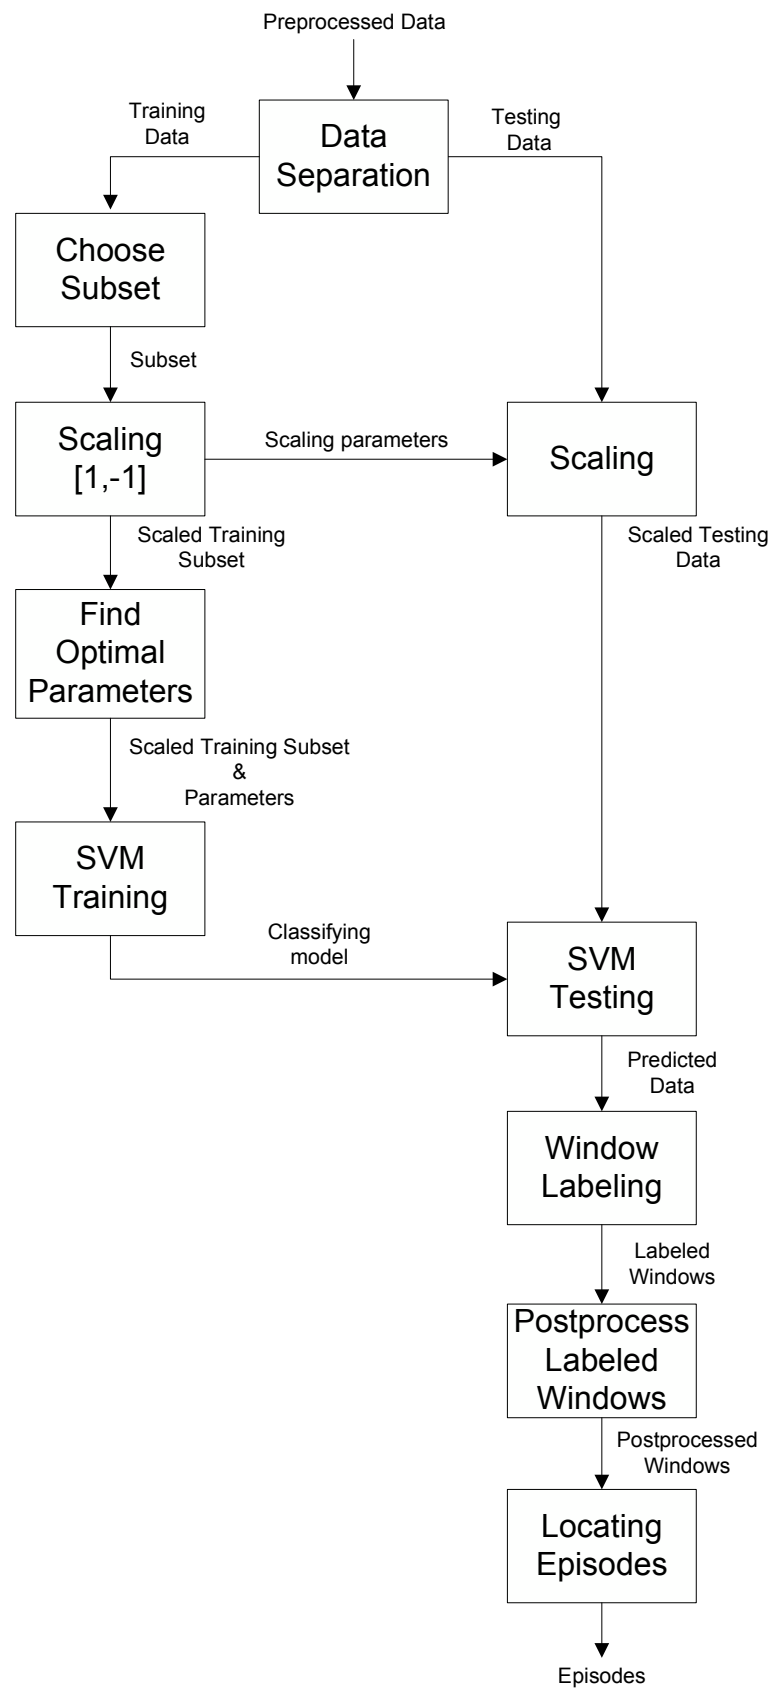 Preprocessed Data
Training
Data
Data
Separation
Testing
Data
Choose
Subset
Subset
Scaling
[1,-1]
Scaling parameters
Scaling
Scaled Training
Subset
Scaled Testing
Data
Find
Optimal
Parameters
Scaled Training Subset
&
Parameters
SVM
Training
Classifying
model
SVM
Testing
Predicted
Data
Window
Labeling
Labeled
Windows
Postprocess
Labeled
Windows
Postprocessed
Windows
Locating
Episodes
Episodes